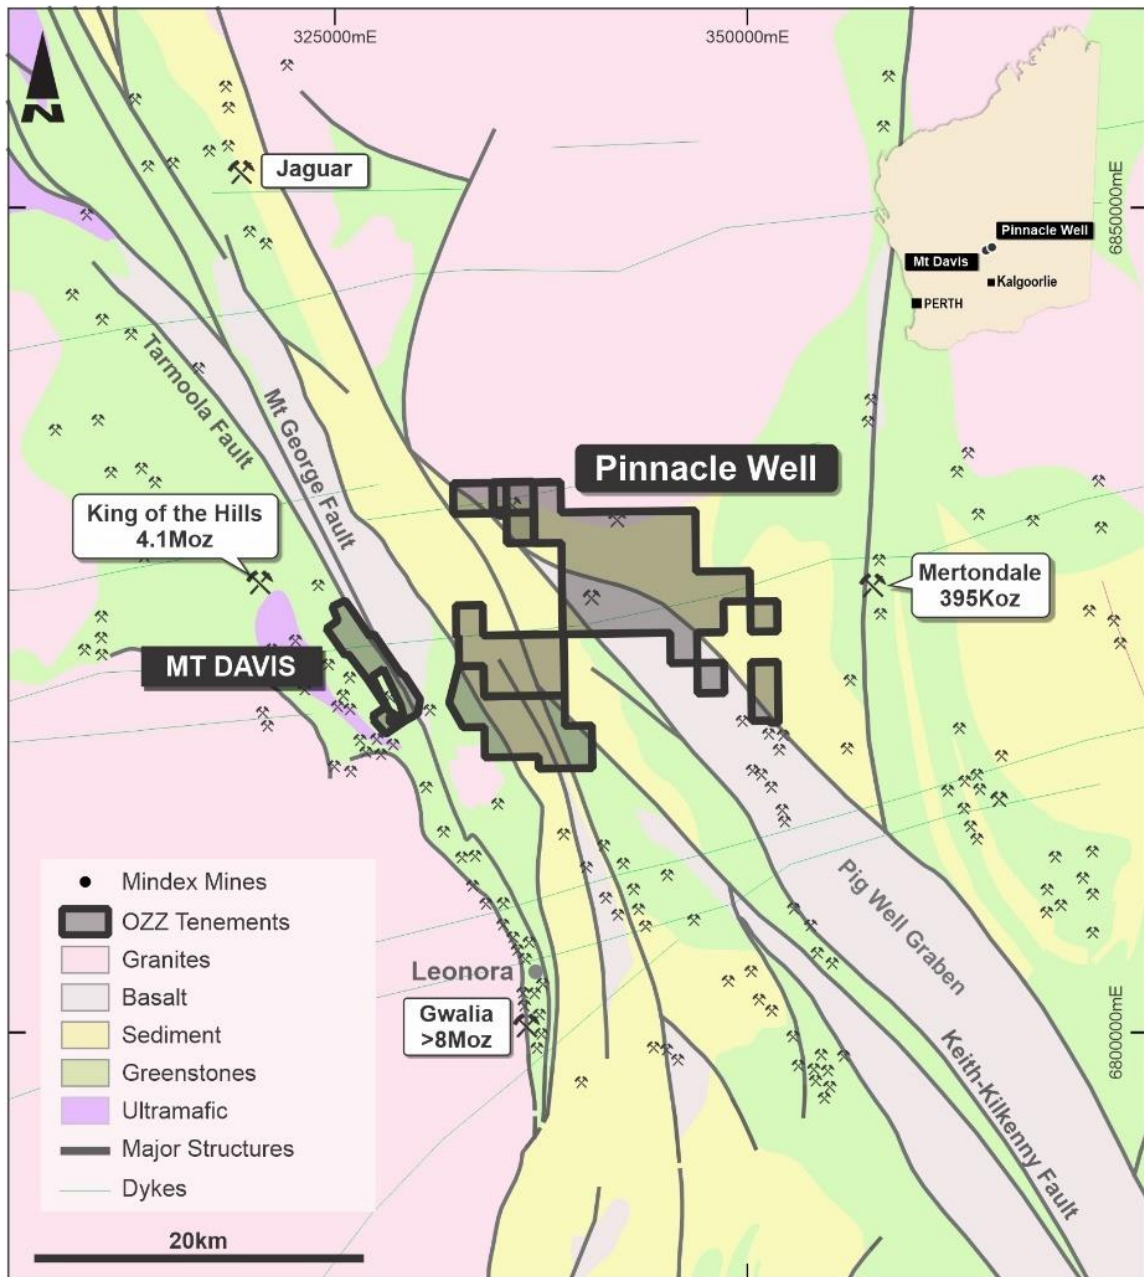 325000mE
350000mE
N
Jaguar
6850000mE
Pinnacle Well
Mt Davis
Kalgoorlie
PERTH
Tarmoola Fault
Mt George Fault
Pinnacle Well
King of the Hills
4.1Moz
Mertondale
395Koz
MT DAVIS
Pig Well Graben
Leonora
Gwalia
>8Moz
6800000mE
Keith-Kilkenny Fault
Mindex Mines
OZZ Tenements
Granites
Basalt
Sediment
Greenstones
Ultramafic
Major Structures
Dykes
20km